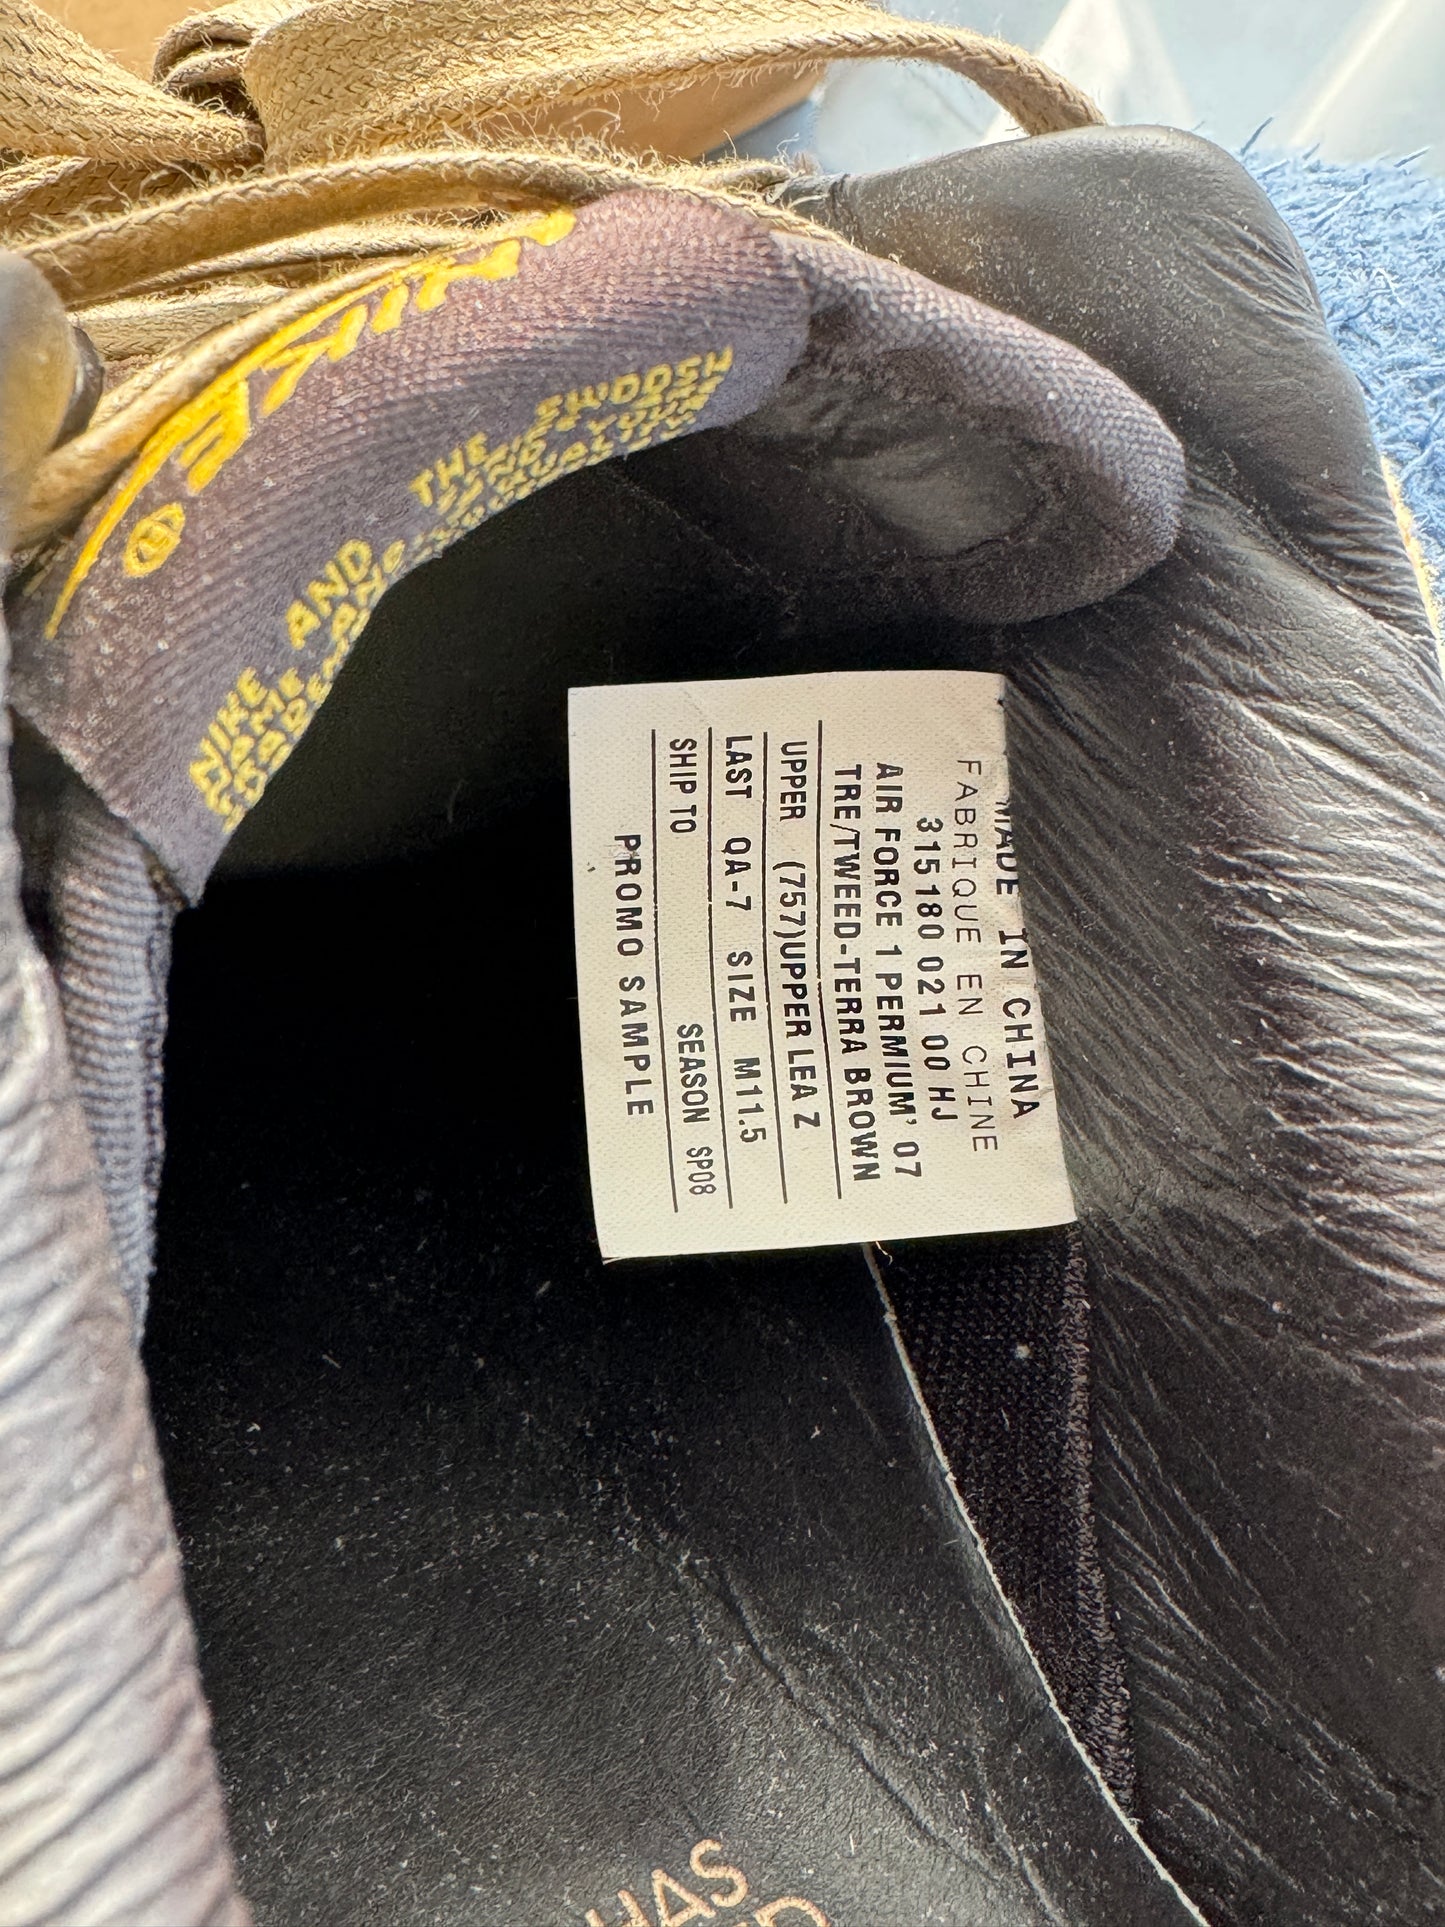 NIKE
NIKE AND
THE
MADE IN CHINA
FABRIQUE EN CHINE
315180 021 00 HJ
AIR FORCE 1 PERMIUM' 07
TRE/TWEED-TERRA BROWN
UPPER (757)UPPER LEA Z
LAST QA-7 SIZE M11.5
SHIP TO SEASON SP08
PROMO SAMPLE
HAS